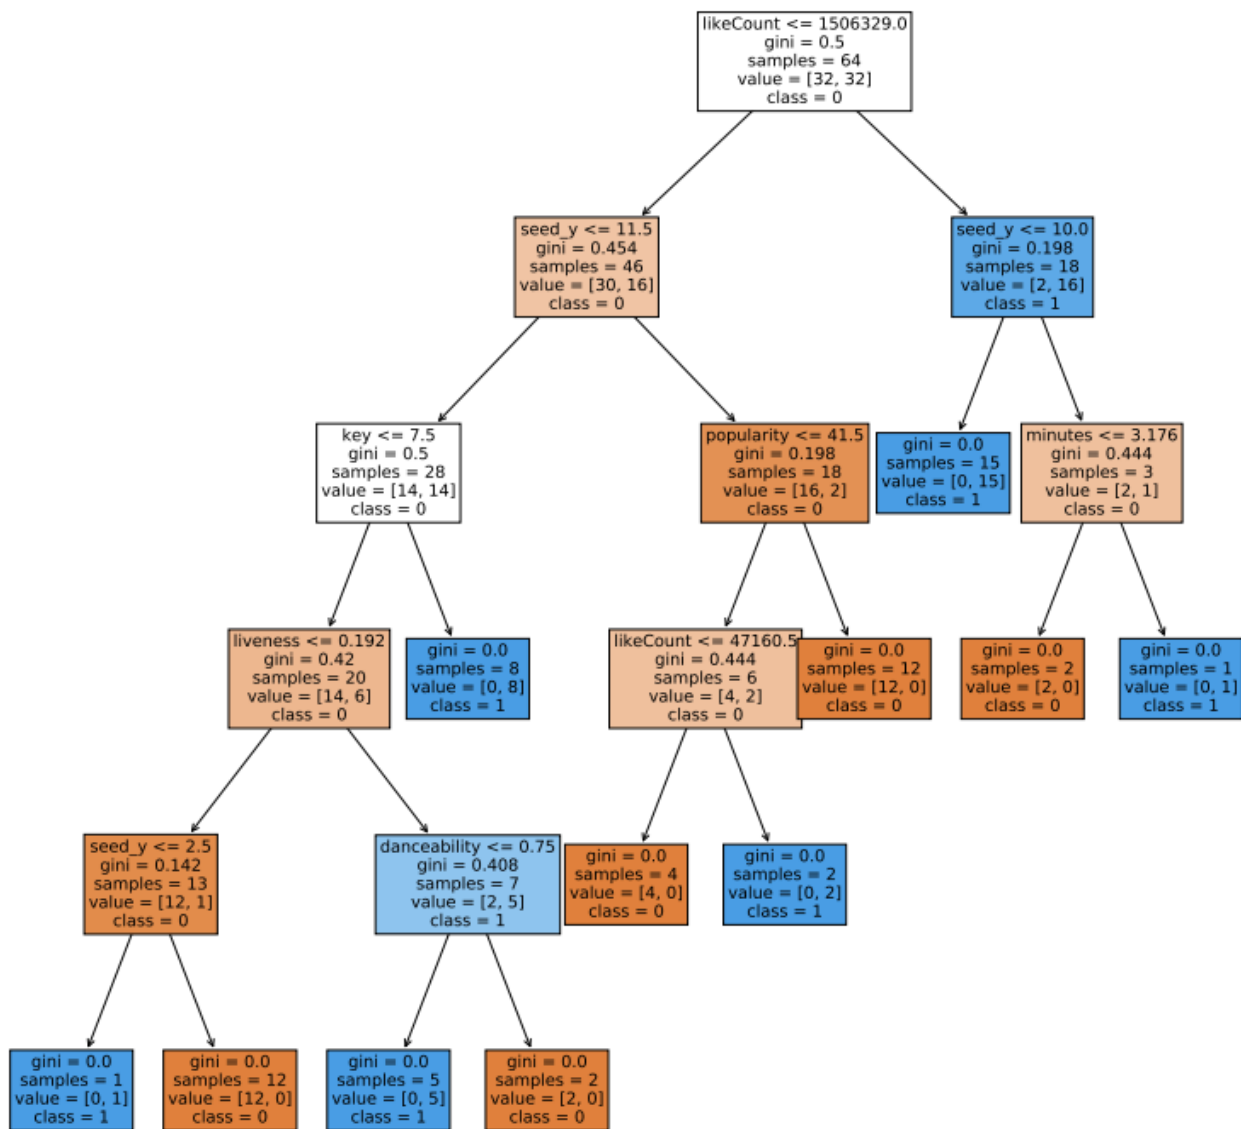 likeCount <= 1506329.0
gini = 0.5
samples = 64
value = [32, 32]
class = 0
seed_y <= 11.5
gini = 0.454
samples = 46
value = [30, 16]
class = 0
seed_y <= 10.0
gini = 0.198
samples = 18
value = [2, 16]
class = 1
key <= 7.5
gini = 0.5
samples = 28
value = [14, 14]
class = 0
popularity <= 41.5
gini = 0.198
samples = 18
value = [16, 2]
class = 0
gini = 0.0
samples = 15
value = [0, 15]
class = 1
minutes <= 3.176
gini = 0.444
samples = 3
value = [2, 1]
class = 0
liveness <= 0.192
gini = 0.42
samples = 20
value = [14, 6]
class = 0
gini = 0.0
samples = 8
value = [0, 8]
class = 1
likeCount <= 47160.5
gini = 0.444
samples = 6
value = [4, 2]
class = 0
gini = 0.0
samples = 12
value = [12, 0]
class = 0
gini = 0.0
samples = 2
value = [2, 0]
class = 0
gini = 0.0
samples = 1
value = [0, 1]
class = 1
seed_y <= 2.5
gini = 0.142
samples = 13
value = [12, 1]
class = 0
danceability <= 0.75
gini = 0.408
samples = 7
value = [2, 5]
class = 1
gini = 0.0
samples = 4
value = [4, 0]
class = 0
gini = 0.0
samples = 2
value = [0, 2]
class = 1
gini = 0.0
samples = 1
value = [0, 1]
class = 1
gini = 0.0
samples = 12
value = [12, 0]
class = 0
gini = 0.0
samples = 5
value = [0, 5]
class = 1
gini = 0.0
samples = 2
value = [2, 0]
class = 0